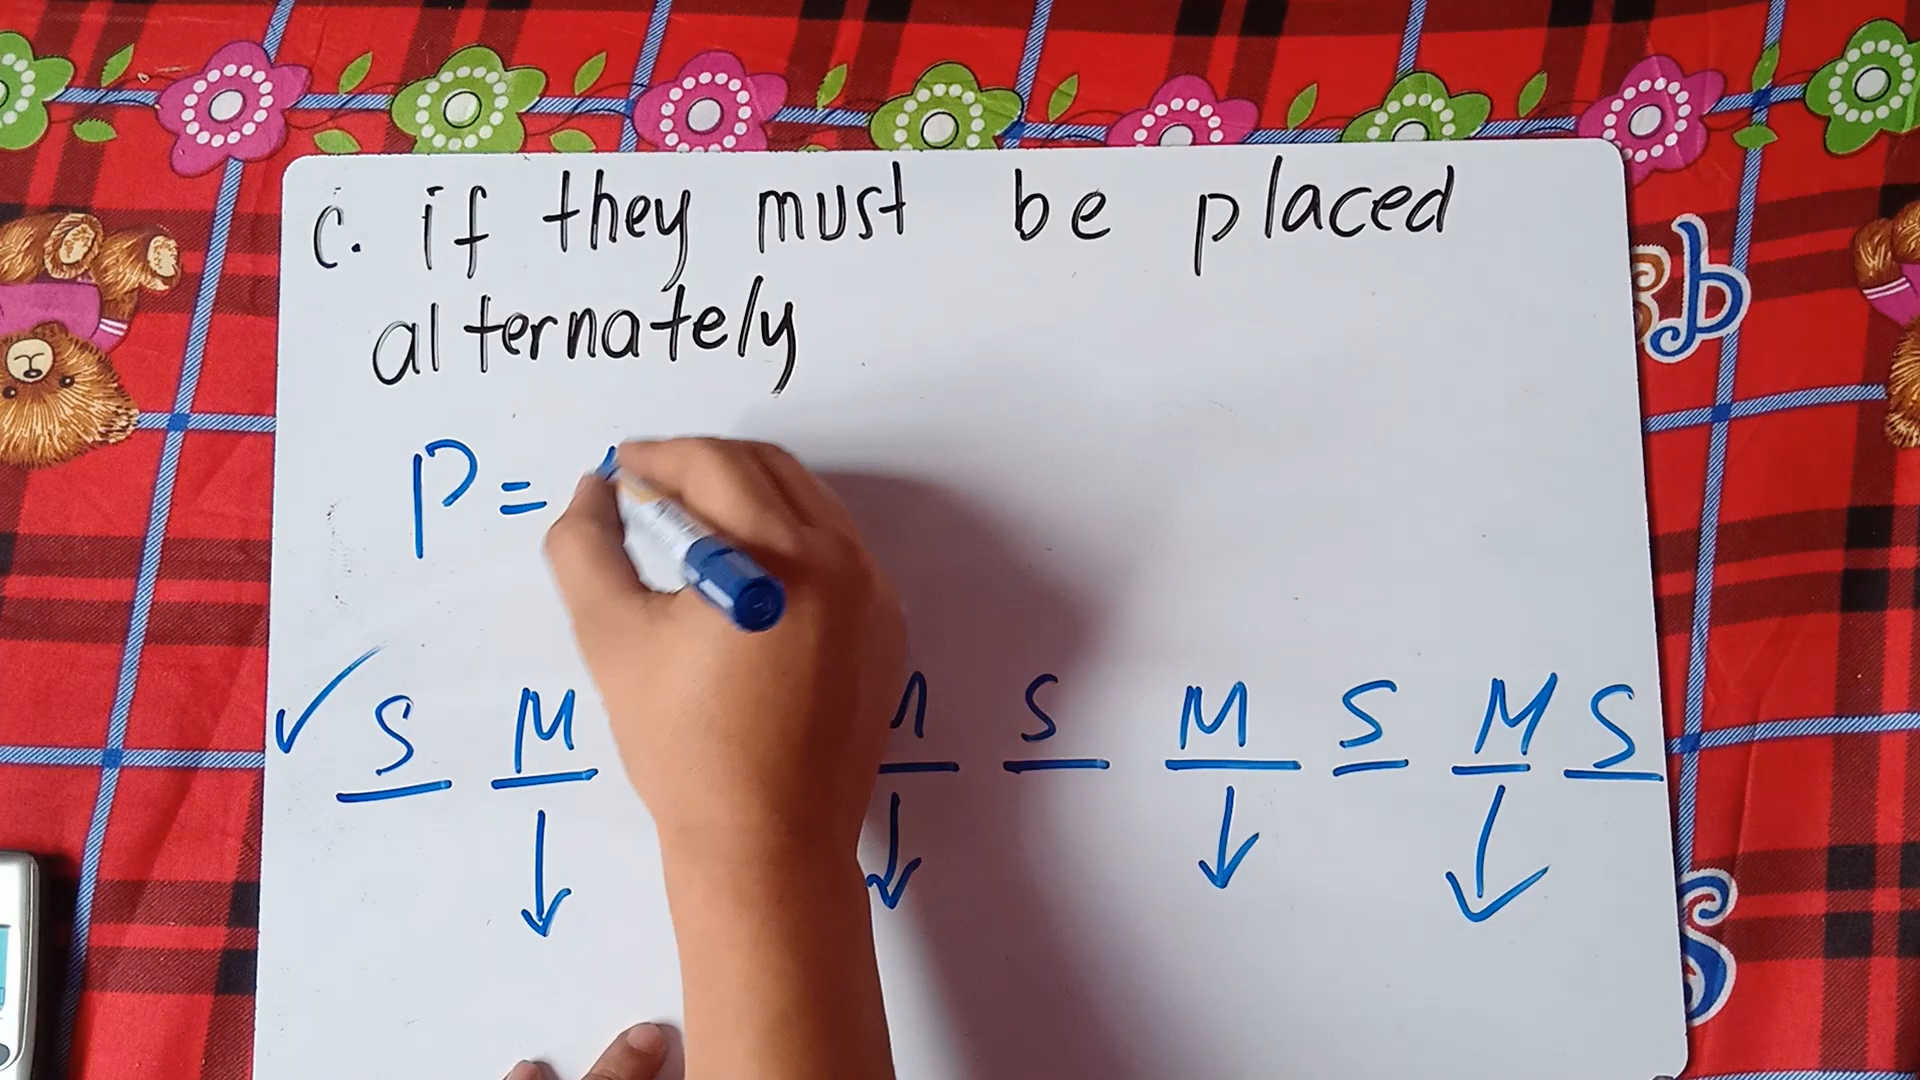 c. if they must be placed
alternately
P =
S M S M S M S